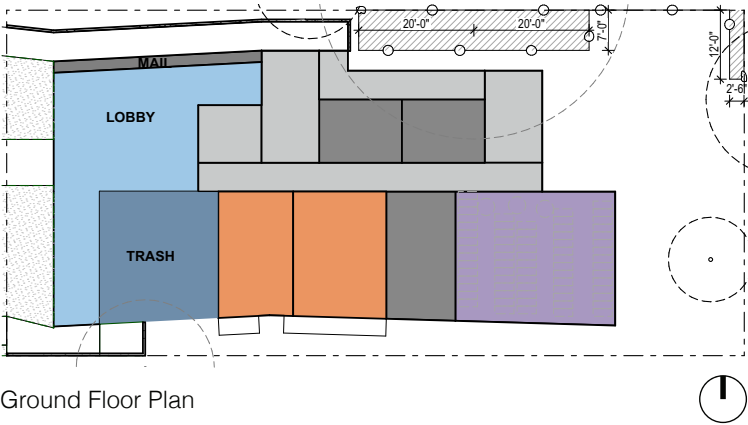 20'-0" 20'-0"
7'-0"
12'-0"
2'-6"
MAIL
LOBBY
TRASH
Ground Floor Plan